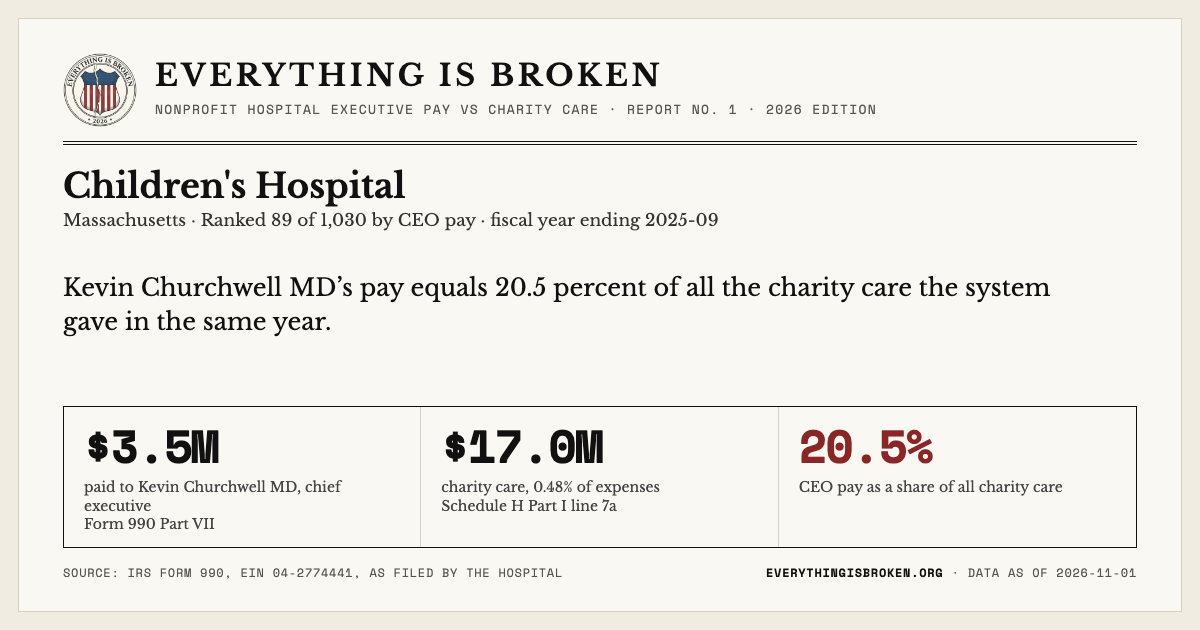 EVERYTHING IS BROKEN
2026
EVERYTHING IS BROKEN
NONPROFIT HOSPITAL EXECUTIVE PAY VS CHARITY CARE · REPORT NO. 1 · 2026 EDITION
Children's Hospital
Massachusetts · Ranked 89 of 1,030 by CEO pay · fiscal year ending 2025-09
Kevin Churchwell MD’s pay equals 20.5 percent of all the charity care the system
gave in the same year.
$3.5M
paid to Kevin Churchwell MD, chief
executive
Form 990 Part VII
$17.0M
charity care, 0.48% of expenses
Schedule H Part I line 7a
20.5%
CEO pay as a share of all charity care
SOURCE: IRS FORM 990, EIN 04-2774441, AS FILED BY THE HOSPITAL
EVERYTHINGISBROKEN.ORG · DATA AS OF 2026-11-01